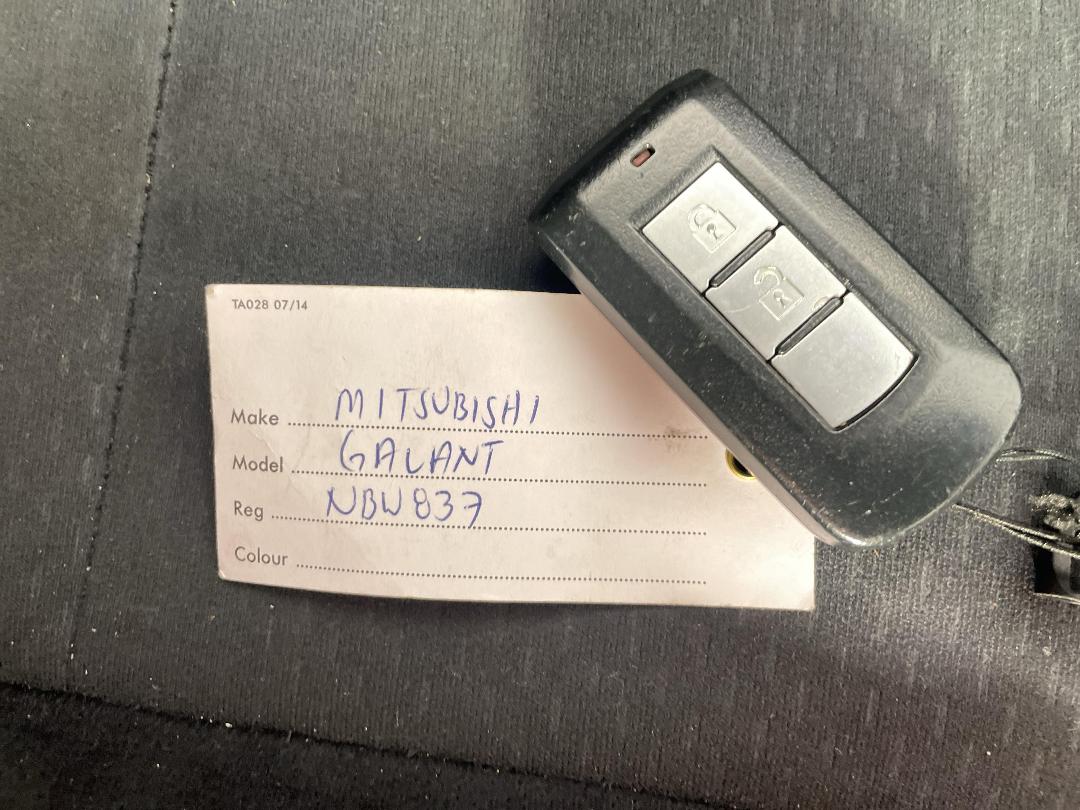 TA028 07/14
Make MITSUBISHI
Model GALANT
Reg NBW837
Colour